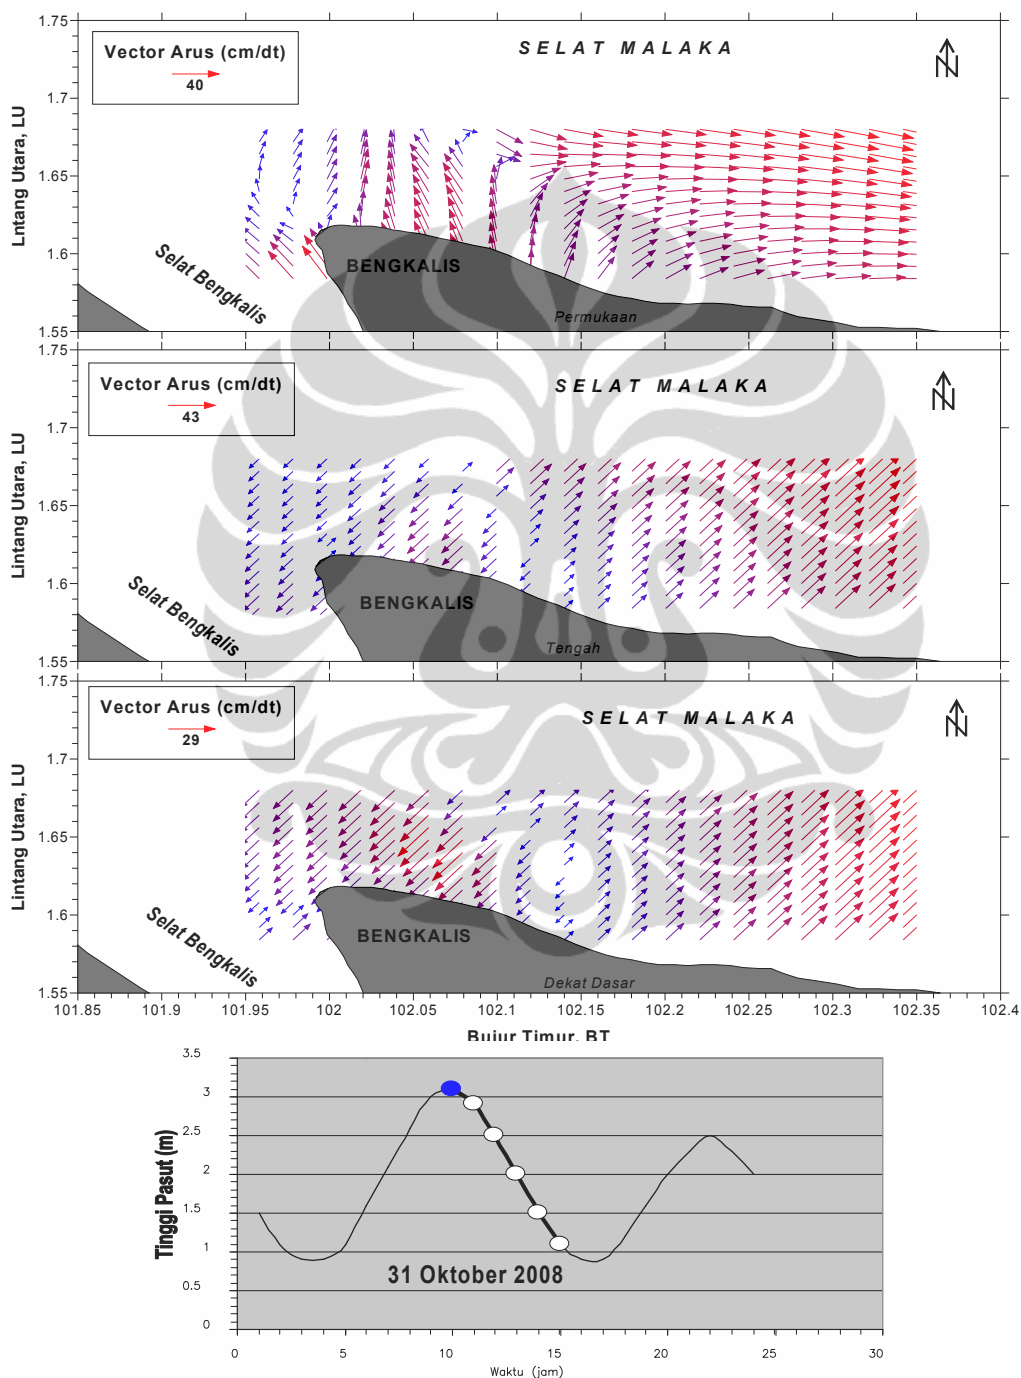 1.75
Vector Arus (cm/dt)
40
SELAT MALAKA
N
1.7
1.65
1.6
1.55
Lntang Utara, LU
Selat Bengkalis
BENGKALIS
Permukaan
1.75
Vector Arus (cm/dt)
43
SELAT MALAKA
N
1.7
1.65
1.6
1.55
Lintang Utara, LU
Selat Bengkalis
BENGKALIS
Tengah
1.75
Vector Arus (cm/dt)
29
SELAT MALAKA
N
1.7
1.65
1.6
1.55
Lintang Utara, LU
Selat Bengkalis
BENGKALIS
Dekat Dasar
101.85 101.9 101.95 102 102.05 102.1 102.15 102.2 102.25 102.3 102.35 102.4
Bujur Timur, BT
3.5
3
2.5
2
1.5
1
0.5
0
Tinggi Pasut (m)
31 Oktober 2008
0 5 10 15 20 25 30
Waktu (jam)